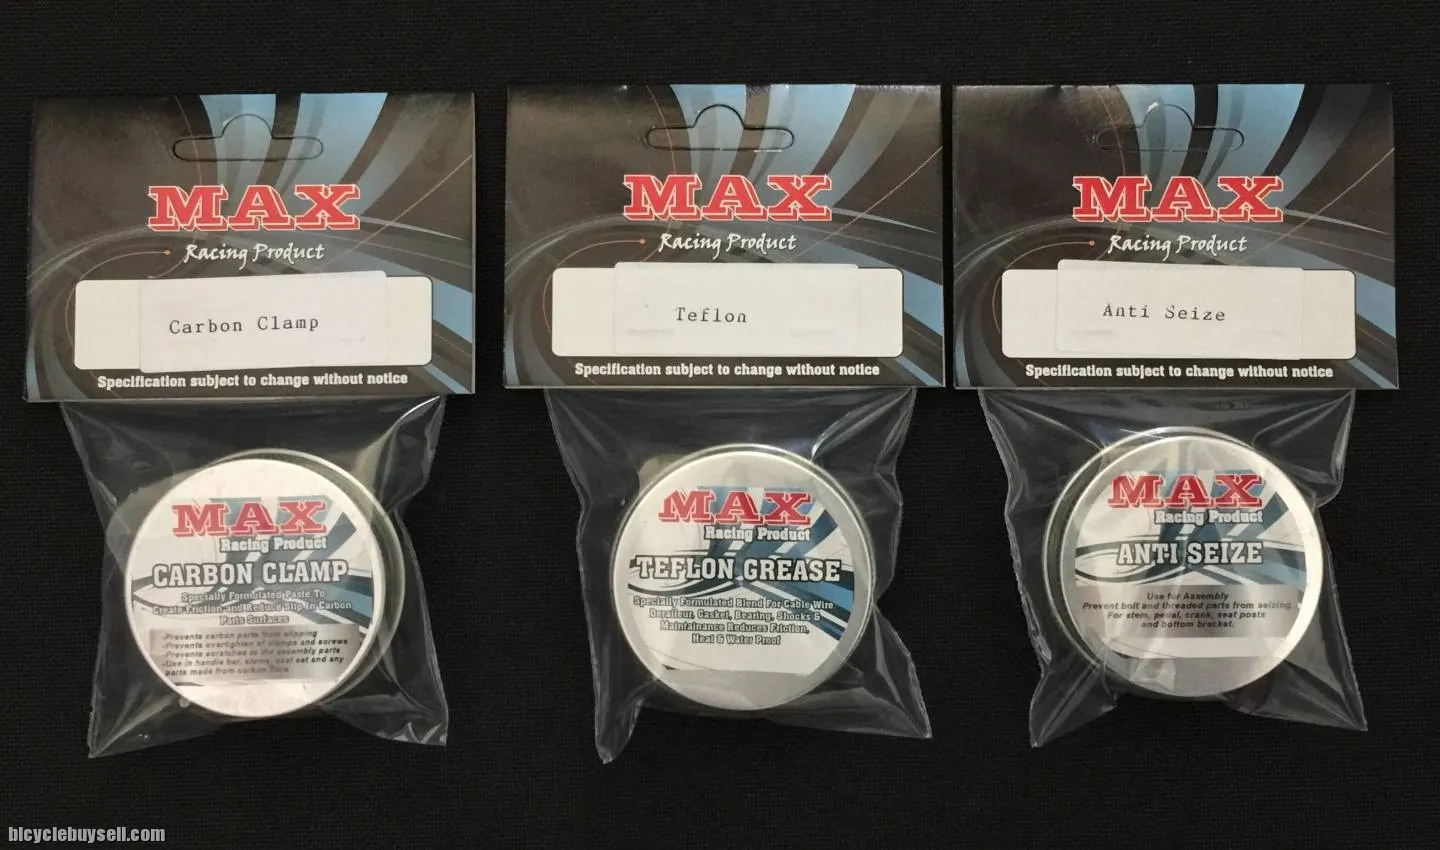 MAX
Racing Product
Carbon Clamp
Specification subject to change without notice
MAX
Racing Product
CARBON CLAMP
Specially Formulated Paste To
Create Friction and Reduce Slip In Carbon
Parts Surfaces
-Prevents carbon parts from slipping
-Prevents overtighten of clamps and screws
-Prevents scratches to the assembly parts
-Use in handle bar, stems, seat set and any
parts made from carbon fibre
MAX
Racing Product
Teflon
Specification subject to change without notice
MAX
Racing Product
TEFLON GREASE
Specially Formulated Blend For Cable Wire
Derailuer, Gasket, Bearing, Shocks &
Maintainance Reduces Friction,
Heat & Water Proof
MAX
Racing Product
Anti Seize
Specification subject to change without notice
MAX
Racing Product
ANTI SEIZE
Use for Assembly
Prevent bolt and threaded parts from seizing.
For stem, pedal, crank, seat posts
and bottom bracket.
bicyclebuysell.com